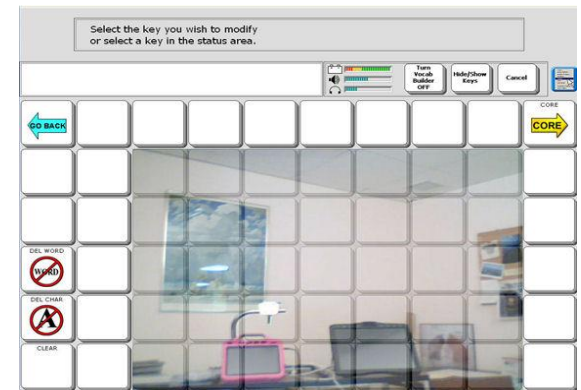 Select the key you wish to modify
or select a key in the status area.
Turn
Vocab
Builder
OFF
Hide/Show
Keys
Cancel
GO BACK
CORE
CORE
DEL WORD
WORD
DEL CHAR
A
CLEAR